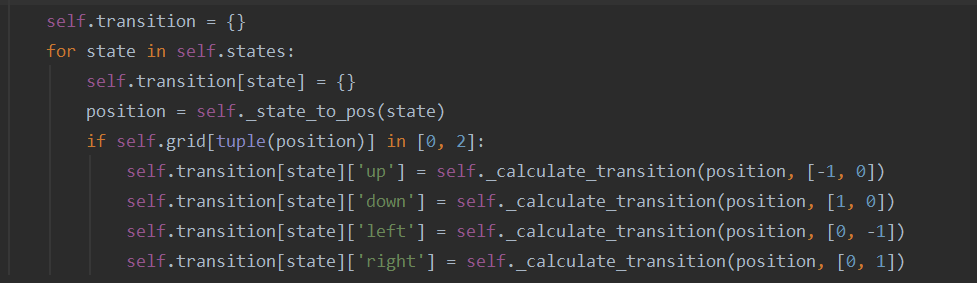 self.transition = {}
for state in self.states:
    self.transition[state] = {}
    position = self._state_to_pos(state)
    if self.grid[tuple(position)] in [0, 2]:
        self.transition[state]['up'] = self._calculate_transition(position, [-1, 0])
        self.transition[state]['down'] = self._calculate_transition(position, [1, 0])
        self.transition[state]['left'] = self._calculate_transition(position, [0, -1])
        self.transition[state]['right'] = self._calculate_transition(position, [0, 1])